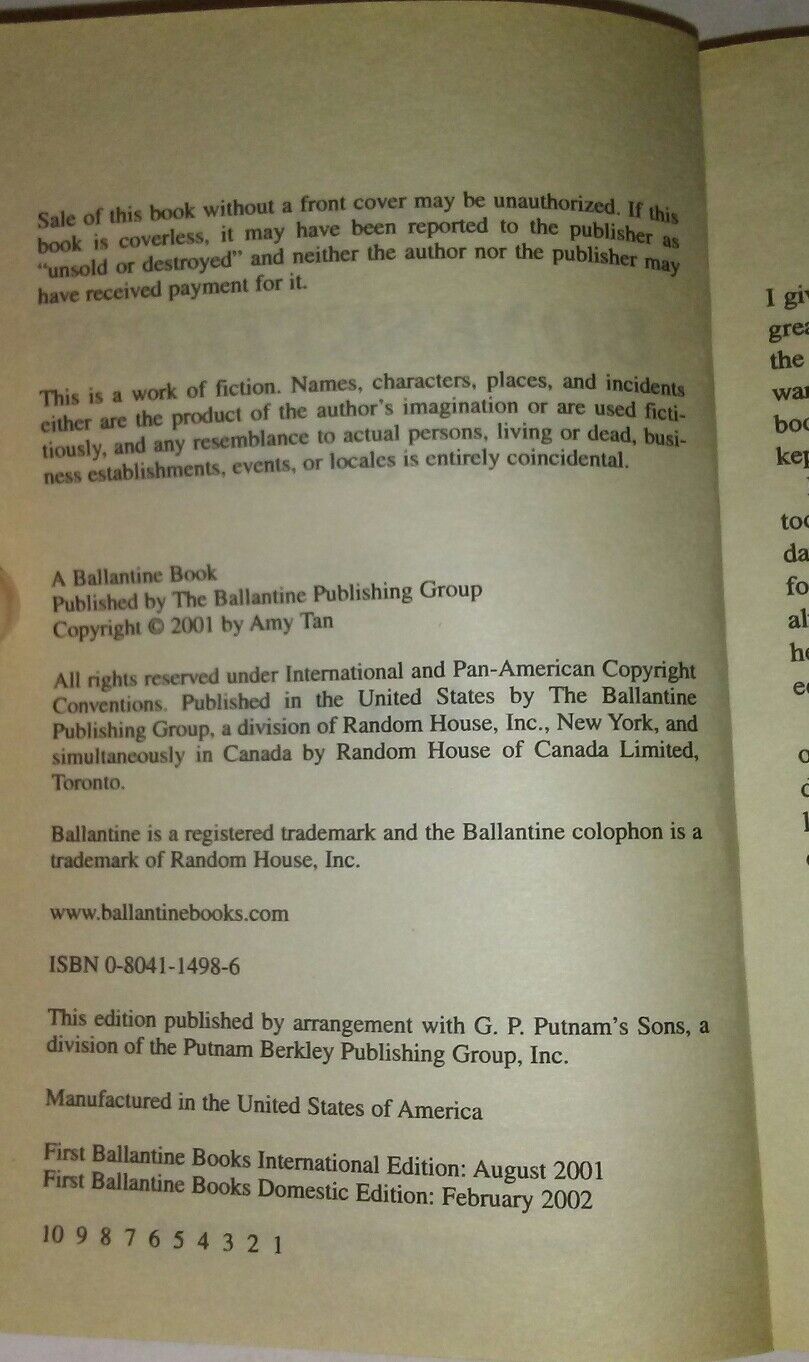 Sale of this book without a front cover may be unauthorized. If this
book is coverless, it may have been reported to the publisher as
“unsold or destroyed” and neither the author nor the publisher may
have received payment for it.
This is a work of fiction. Names, characters, places, and incidents
either are the product of the author’s imagination or are used ficti-
tiously, and any resemblance to actual persons, living or dead, busi-
ness establishments, events, or locales is entirely coincidental.
A Ballantine Book
Published by The Ballantine Publishing Group
Copyright © 2001 by Amy Tan
All rights reserved under International and Pan-American Copyright
Conventions. Published in the United States by The Ballantine
Publishing Group, a division of Random House, Inc., New York, and
simultaneously in Canada by Random House of Canada Limited,
Toronto.
Ballantine is a registered trademark and the Ballantine colophon is a
trademark of Random House, Inc.
www.ballantinebooks.com
ISBN 0-8041-1498-6
This edition published by arrangement with G. P. Putnam’s Sons, a
division of the Putnam Berkley Publishing Group, Inc.
Manufactured in the United States of America
First Ballantine Books International Edition: August 2001
First Ballantine Books Domestic Edition: February 2002
10 9 8 7 6 5 4 3 2 1
I
the